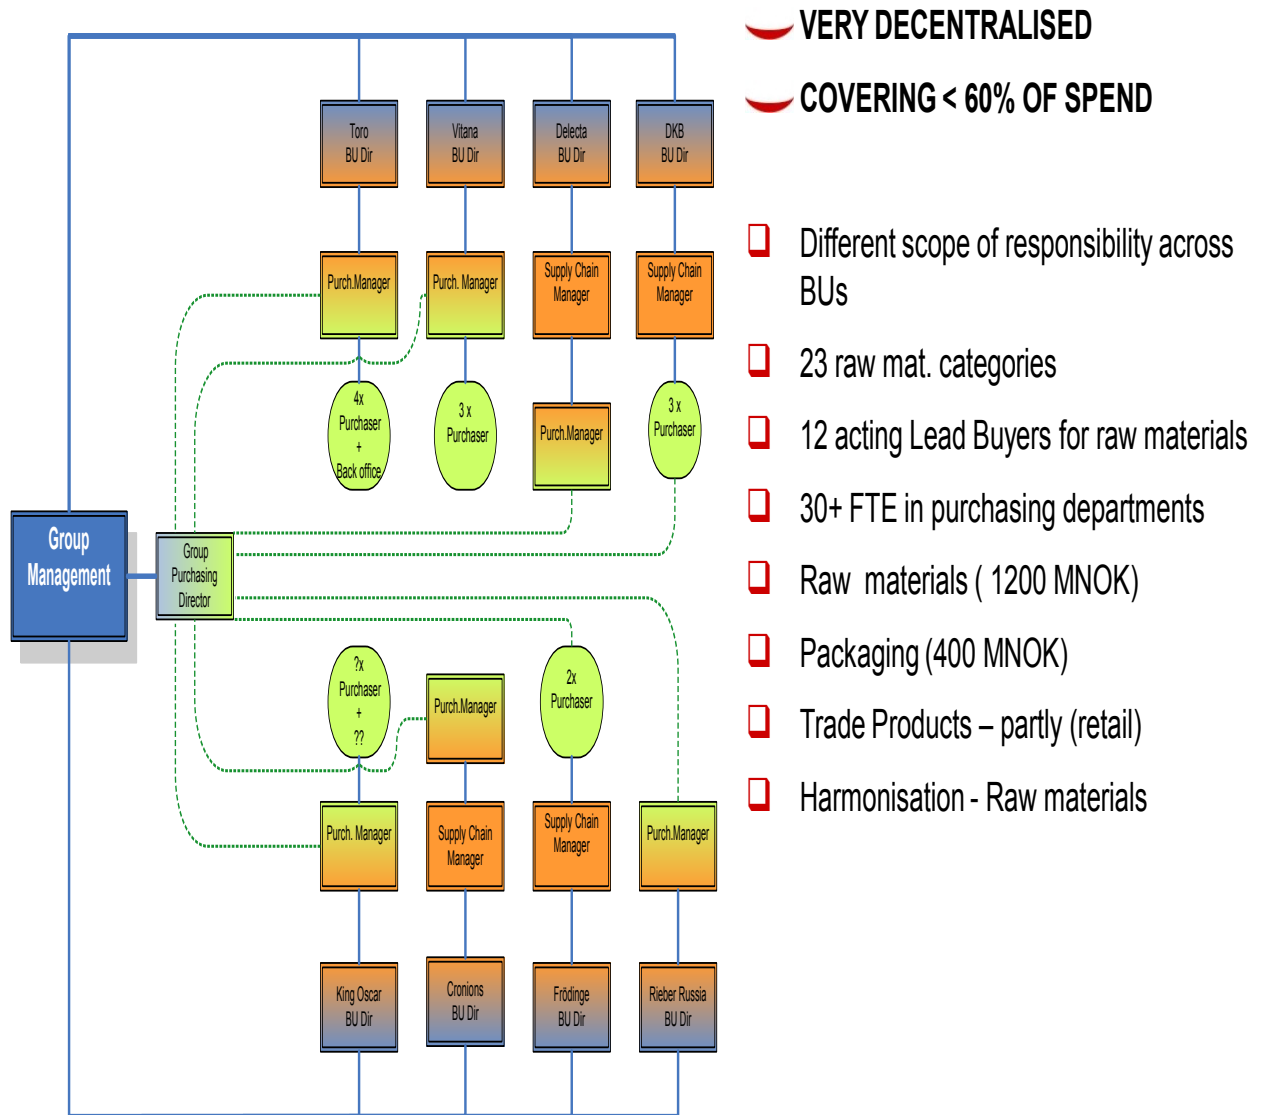 VERY DECENTRALISED
COVERING < 60% OF SPEND
Toro
BU Dir
Vitana
BU Dir
Delecta
BU Dir
DKB
BU Dir
Purch.Manager
Purch. Manager
Supply Chain
Manager
Supply Chain
Manager
4x
Purchaser
+
Back office
3 x
Purchaser
Purch.Manager
3 x
Purchaser
Group
Management
Group
Purchasing
Director
?x
Purchaser
+
??
Purch.Manager
2x
Purchaser
Purch. Manager
Supply Chain
Manager
Supply Chain
Manager
Purch.Manager
King Oscar
BU Dir
Cronions
BU Dir
Frödinge
BU Dir
Rieber Russia
BU Dir
Different scope of responsibility across
BUs
23 raw mat. categories
12 acting Lead Buyers for raw materials
30+ FTE in purchasing departments
Raw materials ( 1200 MNOK)
Packaging (400 MNOK)
Trade Products – partly (retail)
Harmonisation - Raw materials